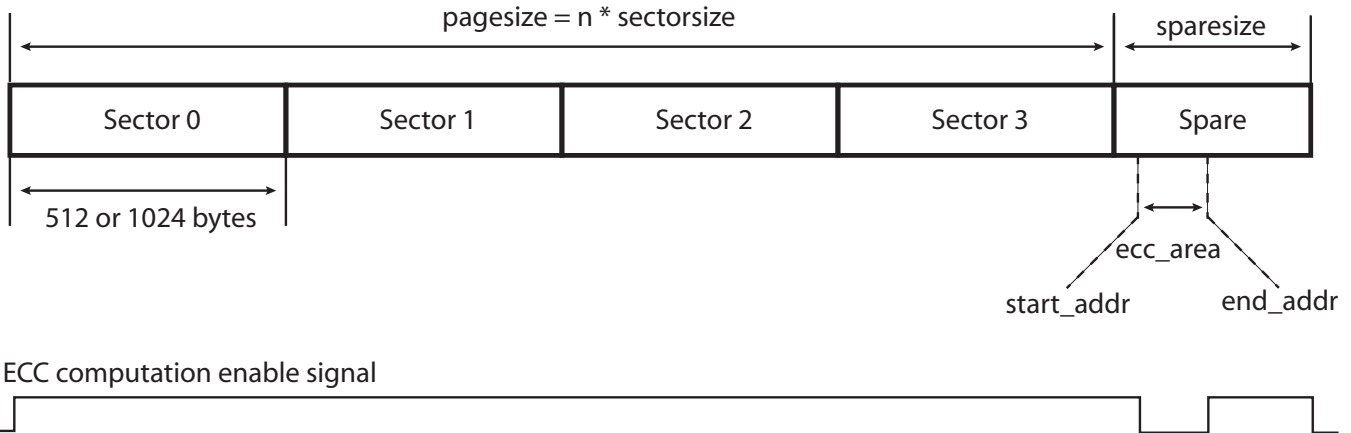 pagesize = n * sectorsize
sparesize
Sector 0
Sector 1
Sector 2
Sector 3
Spare
512 or 1024 bytes
ecc_area
start_addr
end_addr
ECC computation enable signal